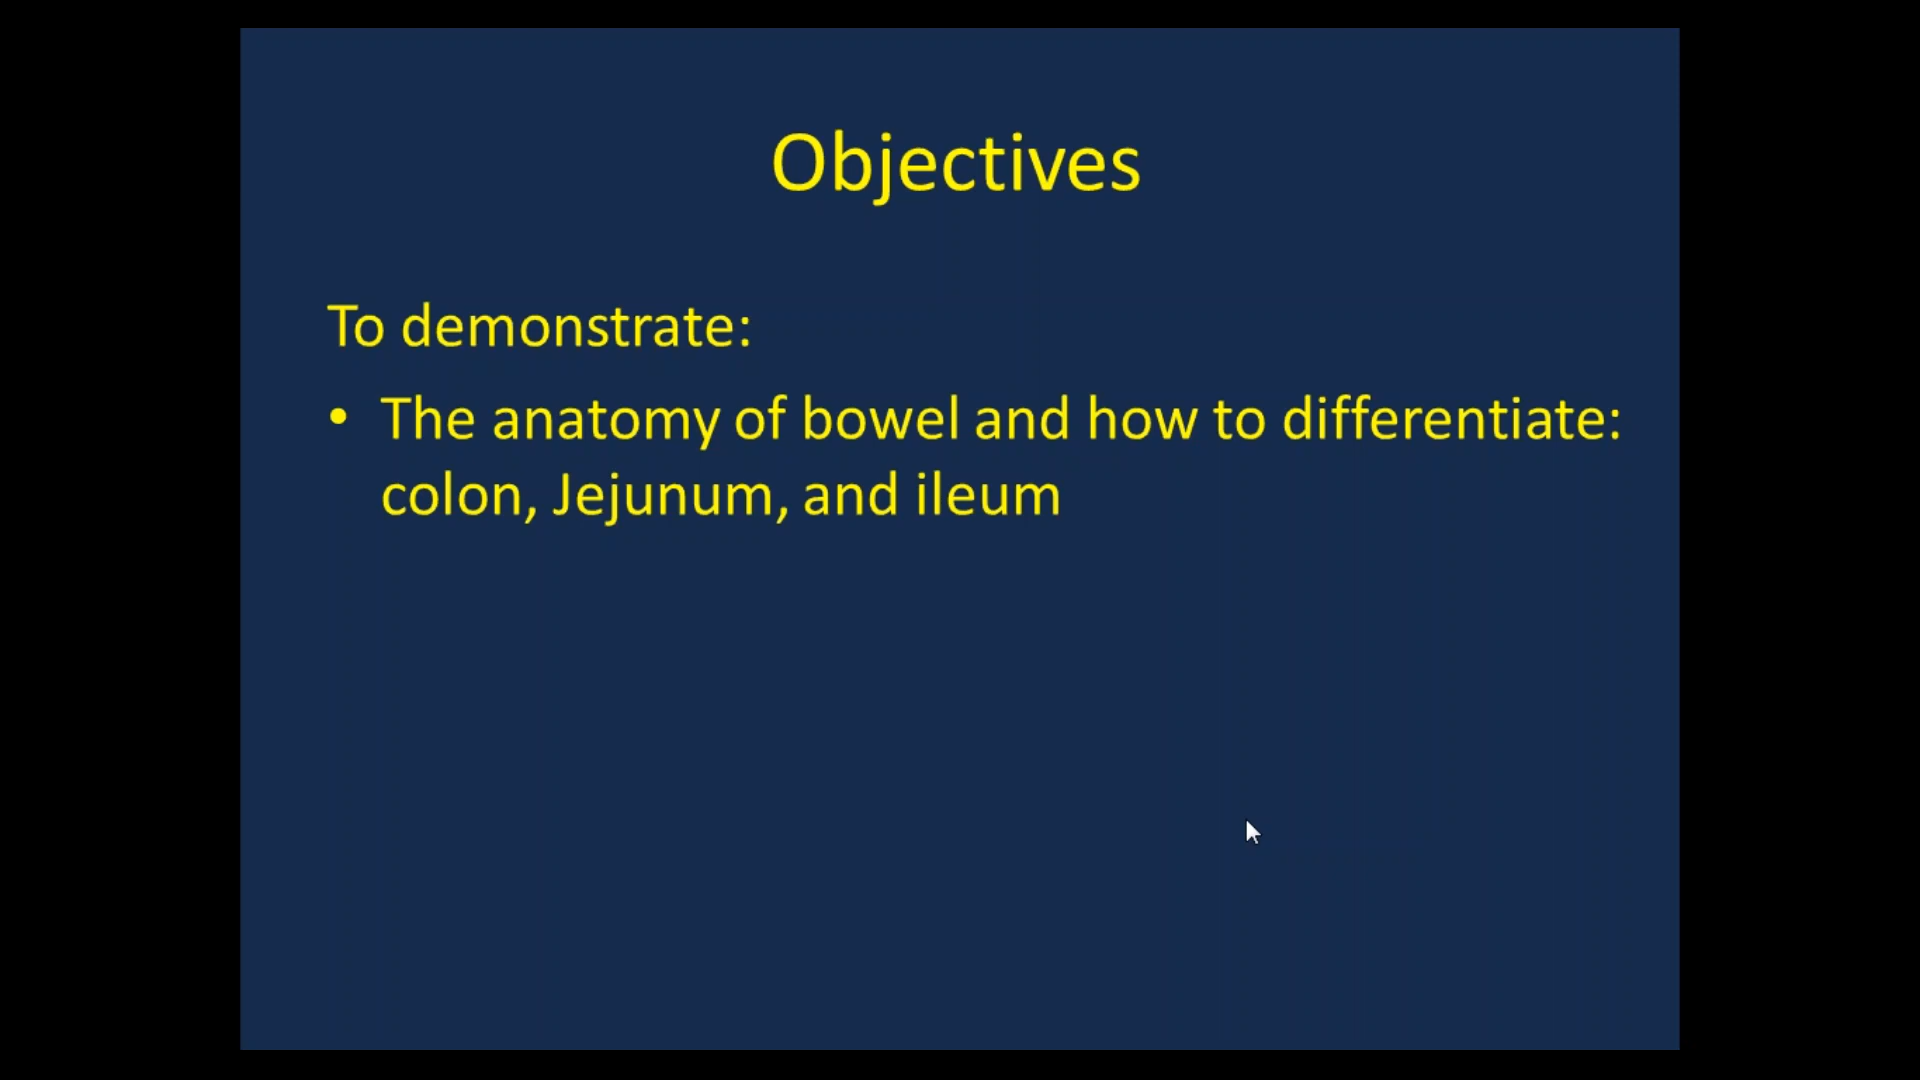 Objectives
To demonstrate:
• The anatomy of bowel and how to differentiate:
colon, Jejunum, and ileum